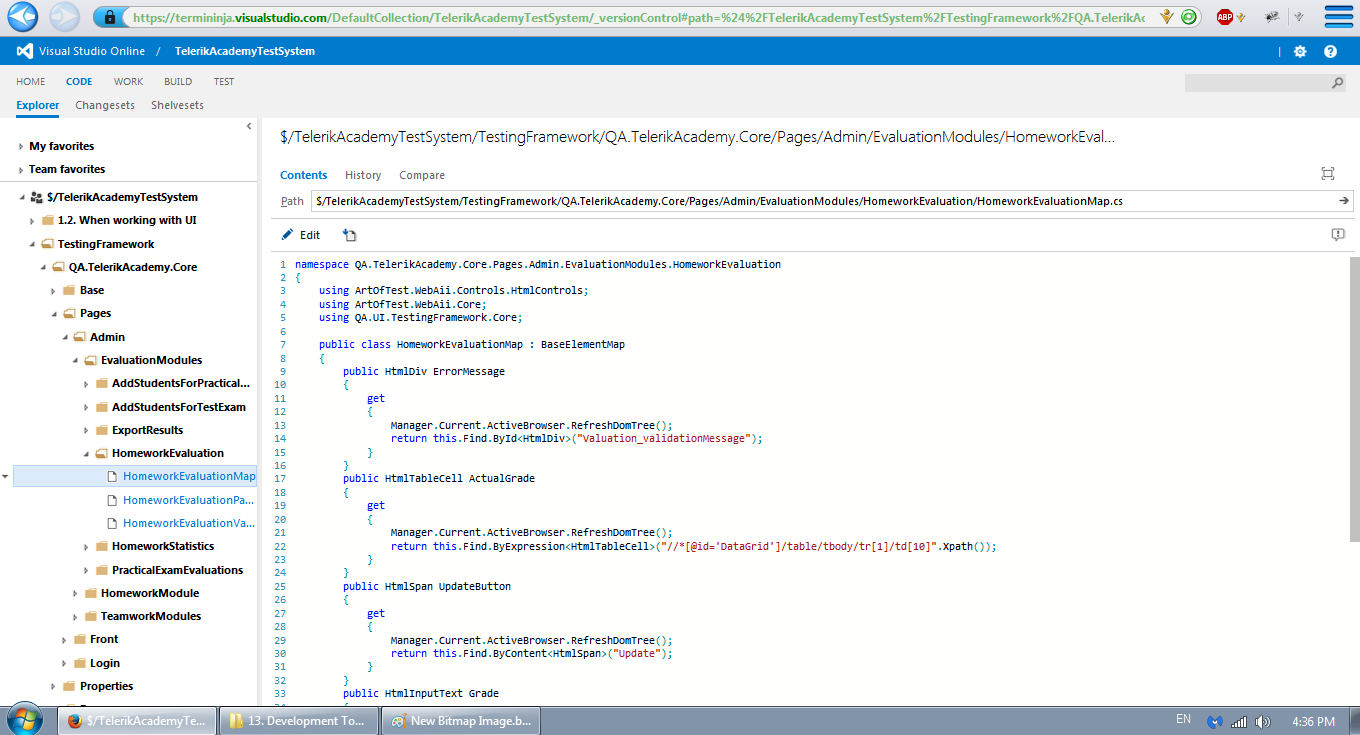 https://termininja.visualstudio.com/DefaultCollection/TelerikAcademyTestSystem/_versionControl#path=%24%2FTelerikAcademyTestSystem%2FTestingFramework%2FQA.TelerikAc
ABP
Visual Studio Online / TelerikAcademyTestSystem
HOME CODE WORK BUILD TEST
Explorer Changesets Shelvesets
My favorites
Team favorites
$/TelerikAcademyTestSystem
1.2. When working with UI
TestingFramework
QA.TelerikAcademy.Core
Base
Pages
Admin
EvaluationModules
AddStudentsForPractical...
AddStudentsForTestExam
ExportResults
HomeworkEvaluation
HomeworkEvaluationMap
HomeworkEvaluationPa...
HomeworkEvaluationVa...
HomeworkStatistics
PracticalExamEvaluations
HomeworkModule
TeamworkModules
Front
Login
Properties
$/TelerikAcademyTestSystem/TestingFramework/QA.TelerikAcademy.Core/Pages/Admin/EvaluationModules/HomeworkEval...
Contents History Compare
Path $/TelerikAcademyTestSystem/TestingFramework/QA.TelerikAcademy.Core/Pages/Admin/EvaluationModules/HomeworkEvaluation/HomeworkEvaluationMap.cs
Edit
1 namespace QA.TelerikAcademy.Core.Pages.Admin.EvaluationModules.HomeworkEvaluation
2 {
3 using ArtOfTest.WebAii.Controls.HtmlControls;
4 using ArtOfTest.WebAii.Core;
5 using QA.UI.TestingFramework.Core;
6
7 public class HomeworkEvaluationMap : BaseElementMap
8 {
9 public HtmlDiv ErrorMessage
10 {
11 get
12 {
13 Manager.Current.ActiveBrowser.RefreshDomTree();
14 return this.Find.ById<HtmlDiv>("Valuation_validationMessage");
15 }
16 }
17 public HtmlTableCell ActualGrade
18 {
19 get
20 {
21 Manager.Current.ActiveBrowser.RefreshDomTree();
22 return this.Find.ByExpression<HtmlTableCell>("//*[@id='DataGrid']/table/tbody/tr[1]/td[10]".Xpath());
23 }
24 }
25 public HtmlSpan UpdateButton
26 {
27 get
28 {
29 Manager.Current.ActiveBrowser.RefreshDomTree();
30 return this.Find.ByContent<HtmlSpan>("Update");
31 }
32 }
33 public HtmlInputText Grade
$/TelerikAcademyTe... 13. Development To... New Bitmap Image.b... EN 4:36 PM